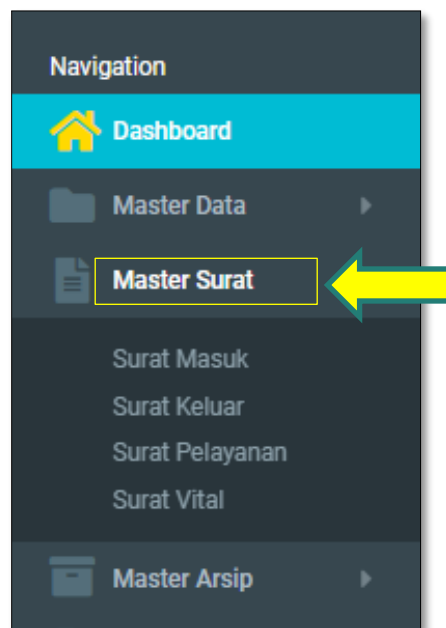 Navigation
Dashboard
Master Data
Master Surat
Surat Masuk
Surat Keluar
Surat Pelayanan
Surat Vital
Master Arsip